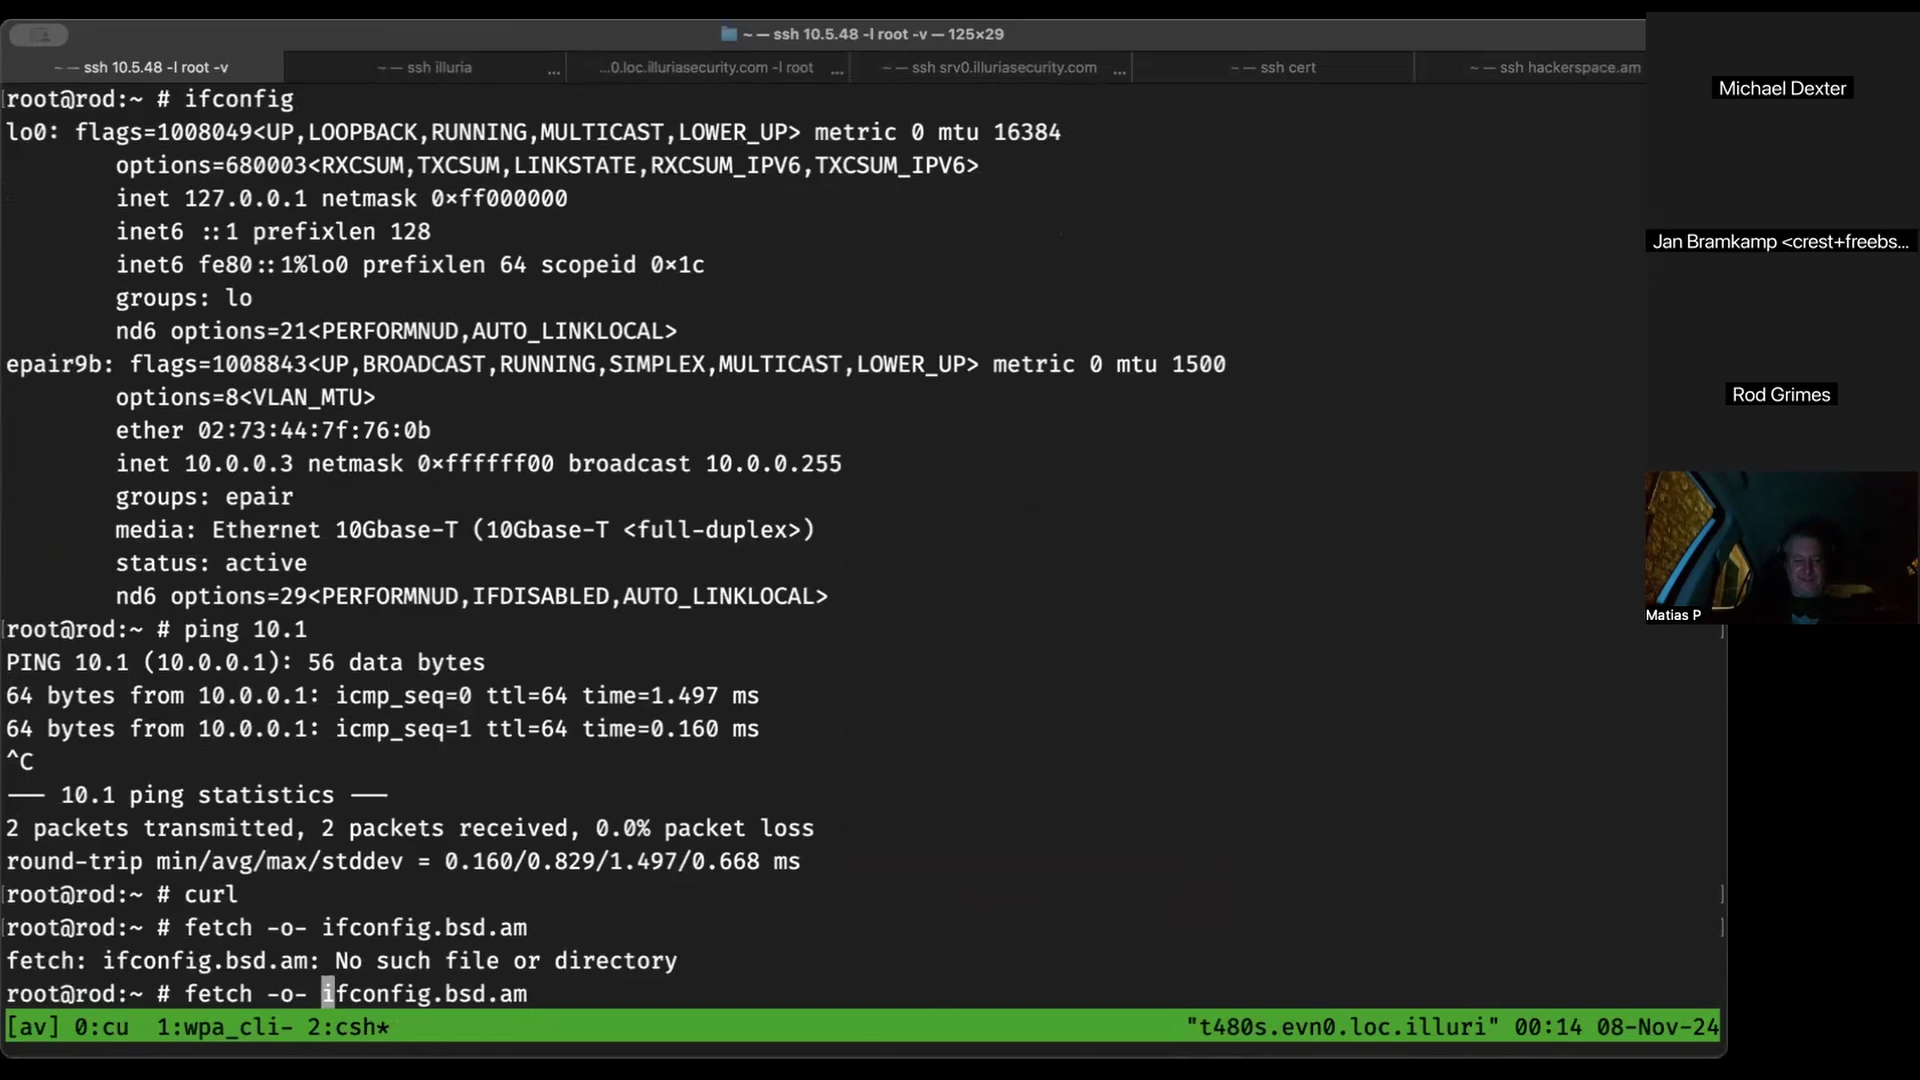 ~ — ssh 10.5.48 -l root -v — 125×29
~ — ssh 10.5.48 -l root -v
~ — ssh illuria ...
...0.loc.illuriasecurity.com -l root ...
~ — ssh srv0.illuriasecurity.com ...
~ — ssh cert
~ — ssh hackerspace.am
root@rod:~ # ifconfig
lo0: flags=1008049<UP,LOOPBACK,RUNNING,MULTICAST,LOWER_UP> metric 0 mtu 16384
options=680003<RXCSUM,TXCSUM,LINKSTATE,RXCSUM_IPV6,TXCSUM_IPV6>
inet 127.0.0.1 netmask 0xff000000
inet6 ::1 prefixlen 128
inet6 fe80::1%lo0 prefixlen 64 scopeid 0x1c
groups: lo
nd6 options=21<PERFORMNUD,AUTO_LINKLOCAL>
epair9b: flags=1008843<UP,BROADCAST,RUNNING,SIMPLEX,MULTICAST,LOWER_UP> metric 0 mtu 1500
options=8<VLAN_MTU>
ether 02:73:44:7f:76:0b
inet 10.0.0.3 netmask 0xffffff00 broadcast 10.0.0.255
groups: epair
media: Ethernet 10Gbase-T (10Gbase-T <full-duplex>)
status: active
nd6 options=29<PERFORMNUD,IFDISABLED,AUTO_LINKLOCAL>
root@rod:~ # ping 10.1
PING 10.1 (10.0.0.1): 56 data bytes
64 bytes from 10.0.0.1: icmp_seq=0 ttl=64 time=1.497 ms
64 bytes from 10.0.0.1: icmp_seq=1 ttl=64 time=0.160 ms
^C
--- 10.1 ping statistics ---
2 packets transmitted, 2 packets received, 0.0% packet loss
round-trip min/avg/max/stddev = 0.160/0.829/1.497/0.668 ms
root@rod:~ # curl
root@rod:~ # fetch -o- ifconfig.bsd.am
fetch: ifconfig.bsd.am: No such file or directory
root@rod:~ # fetch -o- ifconfig.bsd.am
[av] 0:cu  1:wpa_cli- 2:csh* "t480s.evn0.loc.illuri" 00:14 08-Nov-24
Michael Dexter
Jan Bramkamp <crest+freebs...
Rod Grimes
Matias P